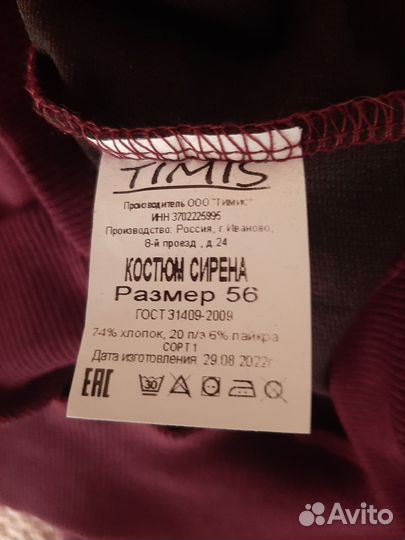 TIMIS
Производитель ООО "Тимис"
ИНН 3702225995
Производство: Россия, г.Иваново,
8-й проезд , д.24
КОСТЮМ СИРЕНА
Размер 56
ГОСТ 31409-2009
74% хлопок, 20 п/э 6% лайкра
СОРТ 1
Дата изготовления 29.08.2022г
ЕАС 30
Avito